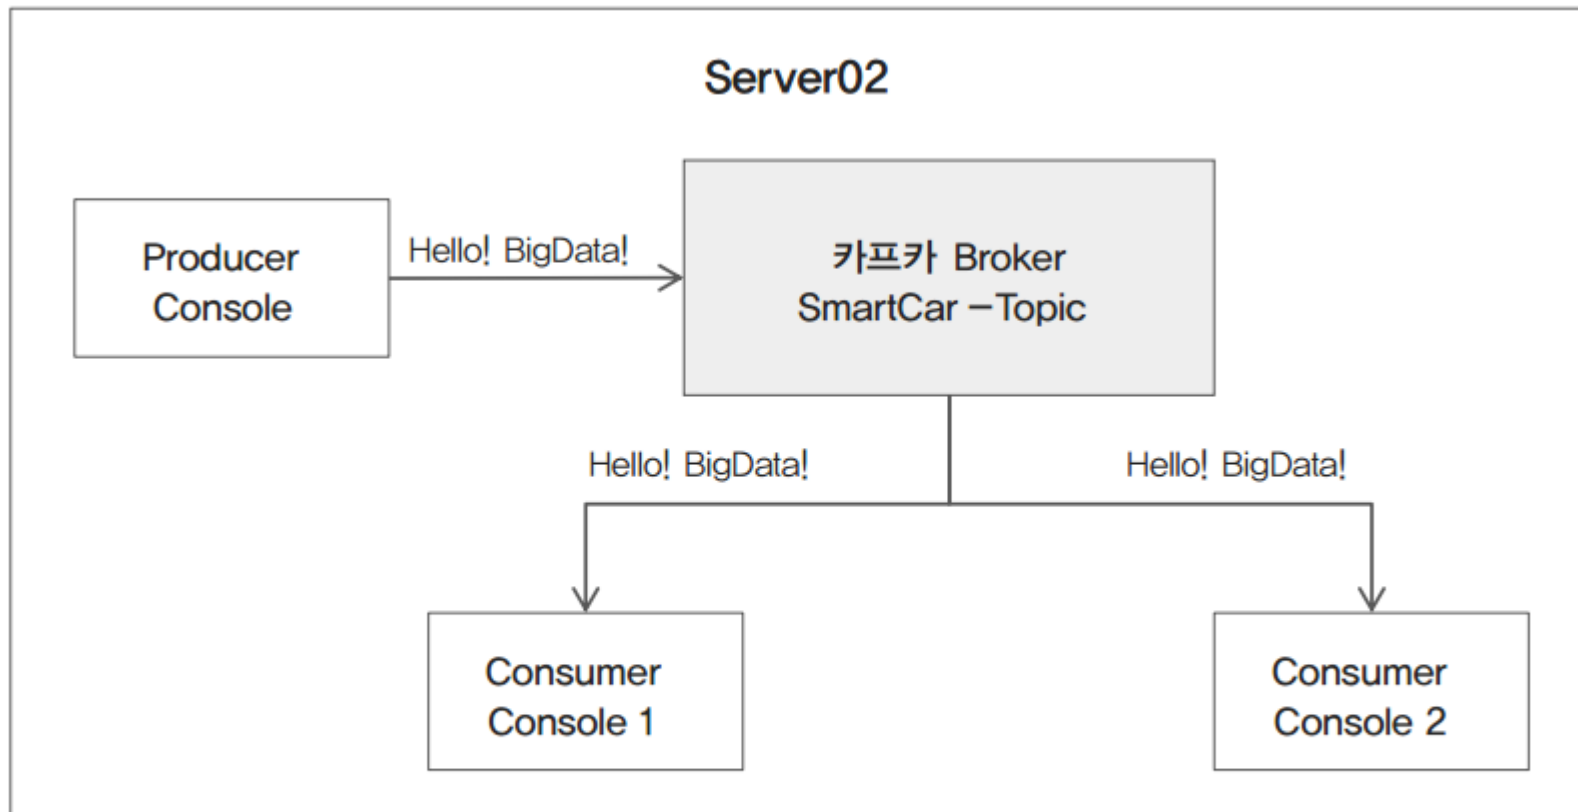 Server02
Producer
Console
Hello! BigData!
카프카 Broker
SmartCar –Topic
Hello! BigData!
Hello! BigData!
Consumer
Console 1
Consumer
Console 2